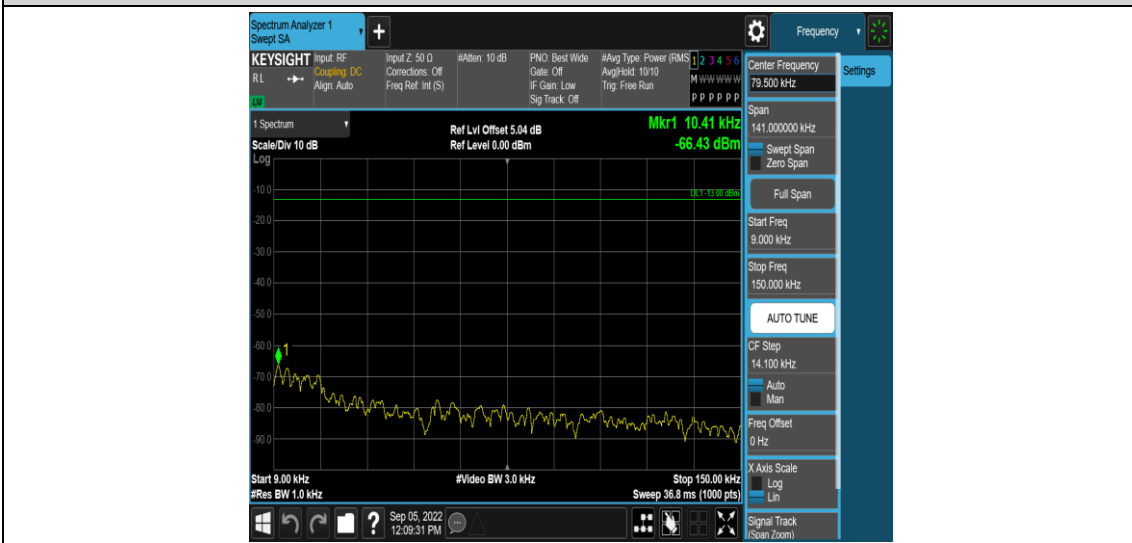 Spectrum Analyzer 1
Swept SA
+
Frequency
KEYSIGHT
Input: RF
Coupling: DC
Align: Auto
RL
LNI
Input Z: 50 Ω
Corrections: Off
Freq Ref: Int (S)
#Atten: 10 dB
PNO: Best Wide
Gate: Off
IF Gain: Low
Sig Track: Off
#Avg Type: Power (RMS
Avg|Hold: 10/10
Trig: Free Run
1 2 3 4 5 6
M W W W W W
P P P P P P
1 Spectrum
Scale/Div 10 dB
Log
Ref Lvl Offset 5.04 dB
Ref Level 0.00 dBm
Mkr1 10.41 kHz
-66.43 dBm
DL1 -13.00 dBm
-10.0
-20.0
-30.0
-40.0
-50.0
-60.0
1
-70.0
-80.0
-90.0
Start 9.00 kHz
#Res BW 1.0 kHz
#Video BW 3.0 kHz
Stop 150.00 kHz
Sweep 36.8 ms (1000 pts)
?
Sep 05, 2022
12:09:31 PM
Center Frequency
79.500 kHz
Settings
Span
141.000000 kHz
Swept Span
Zero Span
Full Span
Start Freq
9.000 kHz
Stop Freq
150.000 kHz
AUTO TUNE
CF Step
14.100 kHz
Auto
Man
Freq Offset
0 Hz
X Axis Scale
Log
Lin
Signal Track
(Span Zoom)